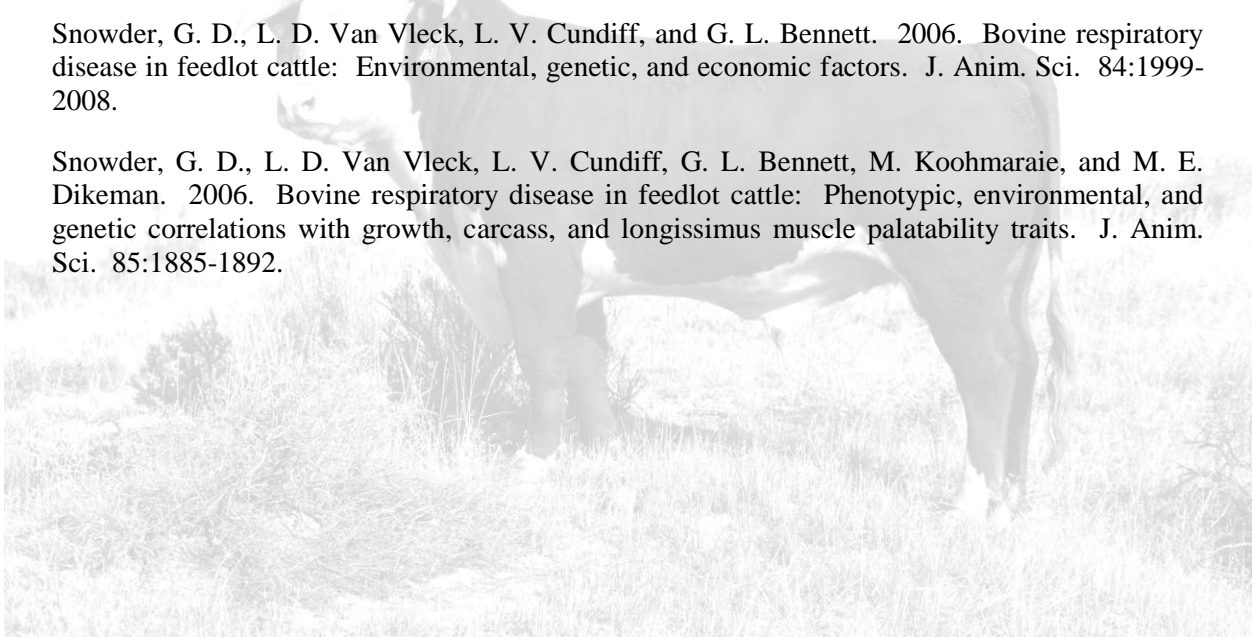 Snowder, G. D., L. D. Van Vleck, L. V. Cundiff, and G. L. Bennett. 2006. Bovine respiratory
disease in feedlot cattle: Environmental, genetic, and economic factors. J. Anim. Sci. 84:1999-
2008.
Snowder, G. D., L. D. Van Vleck, L. V. Cundiff, G. L. Bennett, M. Koohmaraie, and M. E.
Dikeman. 2006. Bovine respiratory disease in feedlot cattle: Phenotypic, environmental, and
genetic correlations with growth, carcass, and longissimus muscle palatability traits. J. Anim.
Sci. 85:1885-1892.